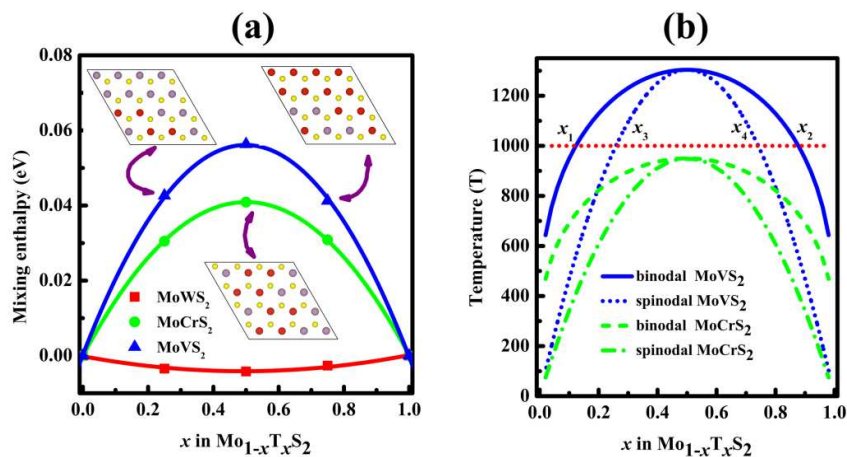 (a)
Mixing enthalpy (eV)
0.08
0.06
0.04
0.02
0.00
MoWS₂
MoCrS₂
MoVS₂
0.0 0.2 0.4 0.6 0.8 1.0
x in Mo₁₋ₓTₓS₂
(b)
Temperature (T)
1200
1000
800
600
400
200
0
x₁ x₃ x₄ x₂
binodal MoVS₂
spinodal MoVS₂
binodal MoCrS₂
spinodal MoCrS₂
0.0 0.2 0.4 0.6 0.8 1.0
x in Mo₁₋ₓTₓS₂